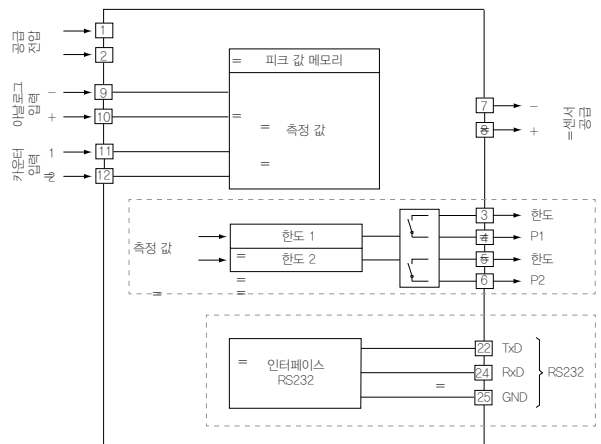 공급
전압
1
2
아날로그
입력
-
+
9
10
카운터
입력
1
2
11
12
= 피크 값 메모리
=
= 측정 값
=
7 -
8 +
=센서
공급
측정 값
한도 1
= 한도 2
=
=
=
3 한도
4 P1
5 한도
6 P2
= 인터페이스
RS232
22 TxD
24 RxD
=
25 GND
RS232